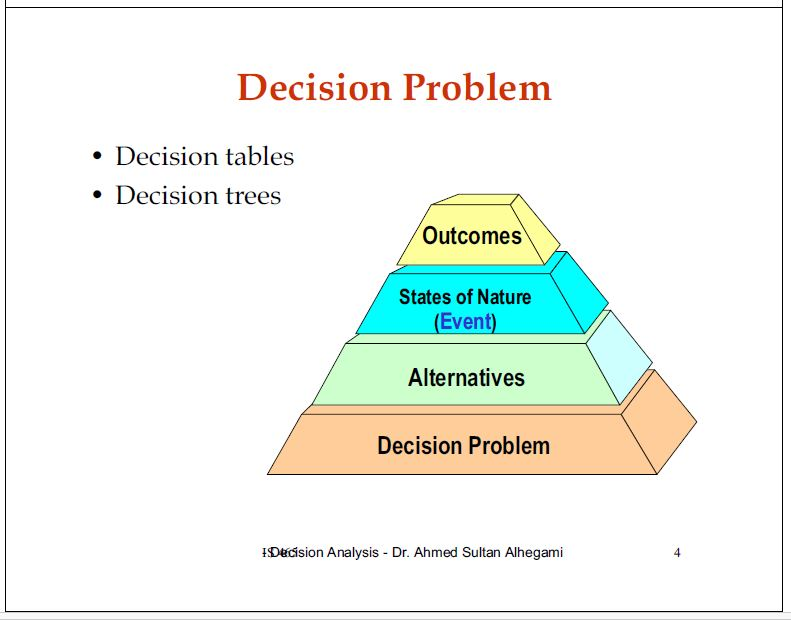 Decision Problem
• Decision tables
• Decision trees
Outcomes
States of Nature
(Event)
Alternatives
Decision Problem
Decision Analysis - Dr. Ahmed Sultan Alhegami
4